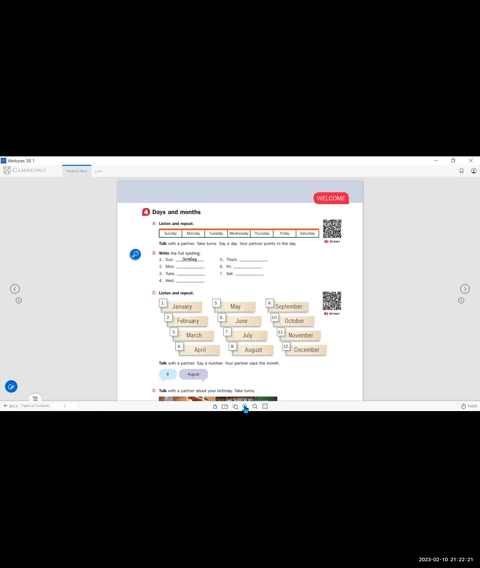 Ventures SB 1
CAMBRIDGE
WELCOME
4 Days and months
A Listen and repeat.
Sunday Monday Tuesday Wednesday Thursday Friday Saturday
Talk with a partner. Take turns. Say a day. Your partner points to the day.
B Write the full spelling.
1. Sun. Sunday
2. Mon.
3. Tues.
4. Wed.
5. Thurs.
6. Fri.
7. Sat.
C Listen and repeat.
1. January
2. February
3. March
4. April
5. May
6. June
7. July
8. August
9. September
10. October
11. November
12. December
Talk with a partner. Say a number. Your partner says the month.
8 August
D Talk with a partner about your birthday. Take turns.
BACK Table of Contents
2023-02-10 21:22:21